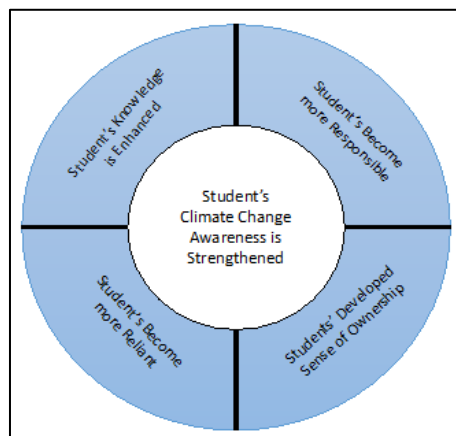 Student's Knowledge
is Enhanced
Student's Become
more Responsible
Student's
Climate Change
Awareness is
Strengthened
Student's Become
more Reliant
Students' Developed
Sense of Ownership